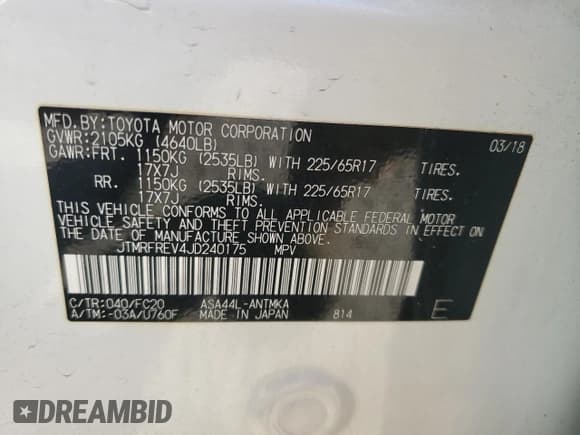 MFD. BY: TOYOTA MOTOR CORPORATION 03/18
GVWR: 2105KG (4640LB)
GAWR: FRT. 1150KG (2535LB) WITH 225/65R17 TIRES.
17X7J RIMS.
RR. 1150KG (2535LB) WITH 225/65R17 TIRES.
17X7J RIMS.
THIS VEHICLE CONFORMS TO ALL APPLICABLE FEDERAL MOTOR
VEHICLE SAFETY AND THEFT PREVENTION STANDARDS IN EFFECT ON
THE DATE OF MANUFACTURE SHOWN ABOVE.
JTMRFREV4JD240175 MPV
C/TR: 040/FC20 ASA44L-ANTMKA
A/TM: -03A/U760F MADE IN JAPAN 814 E
DREAMBID